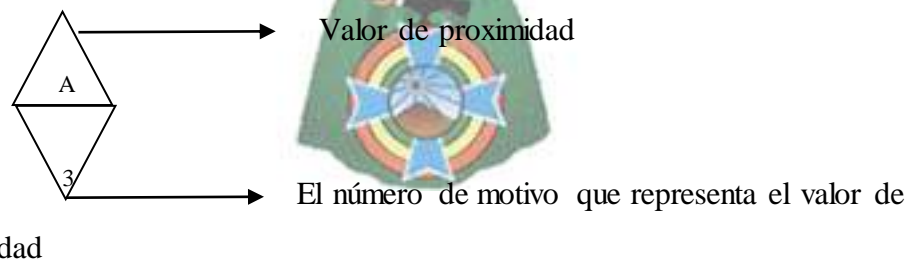 Valor de proximidad
A
3
El número de motivo que representa el valor de
dad